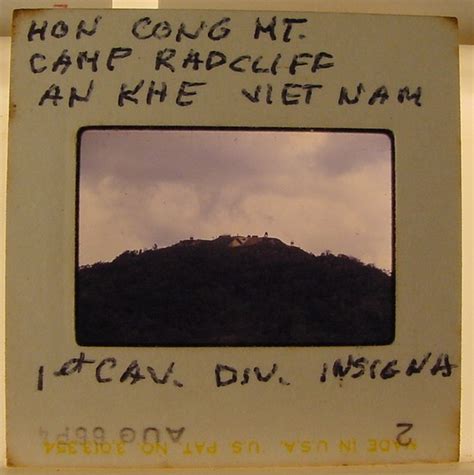 HON CONG MT.
CAMP RADCLIFF
AN KHE VIET NAM
1st CAV. DIV. INSIGNA
2
AUG 66P4
MADE IN U.S.A. U.S. PAT. NO. 3013354